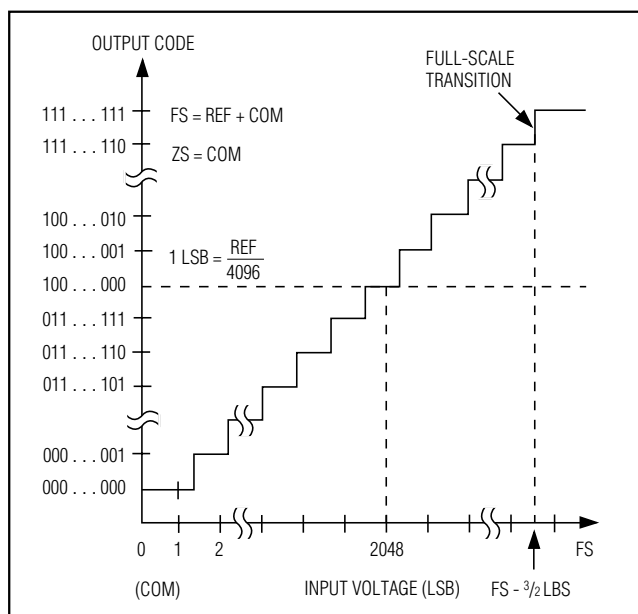 OUTPUT CODE
FULL-SCALE
TRANSITION
111 . . . 111
FS = REF + COM
111 . . . 110
ZS = COM
100 . . . 010
100 . . . 001
1 LSB = REF
4096
100 . . . 000
011 . . . 111
011 . . . 110
011 . . . 101
000 . . . 001
000 . . . 000
0 1 2 2048 FS
(COM) INPUT VOLTAGE (LSB) FS - 3/2 LBS